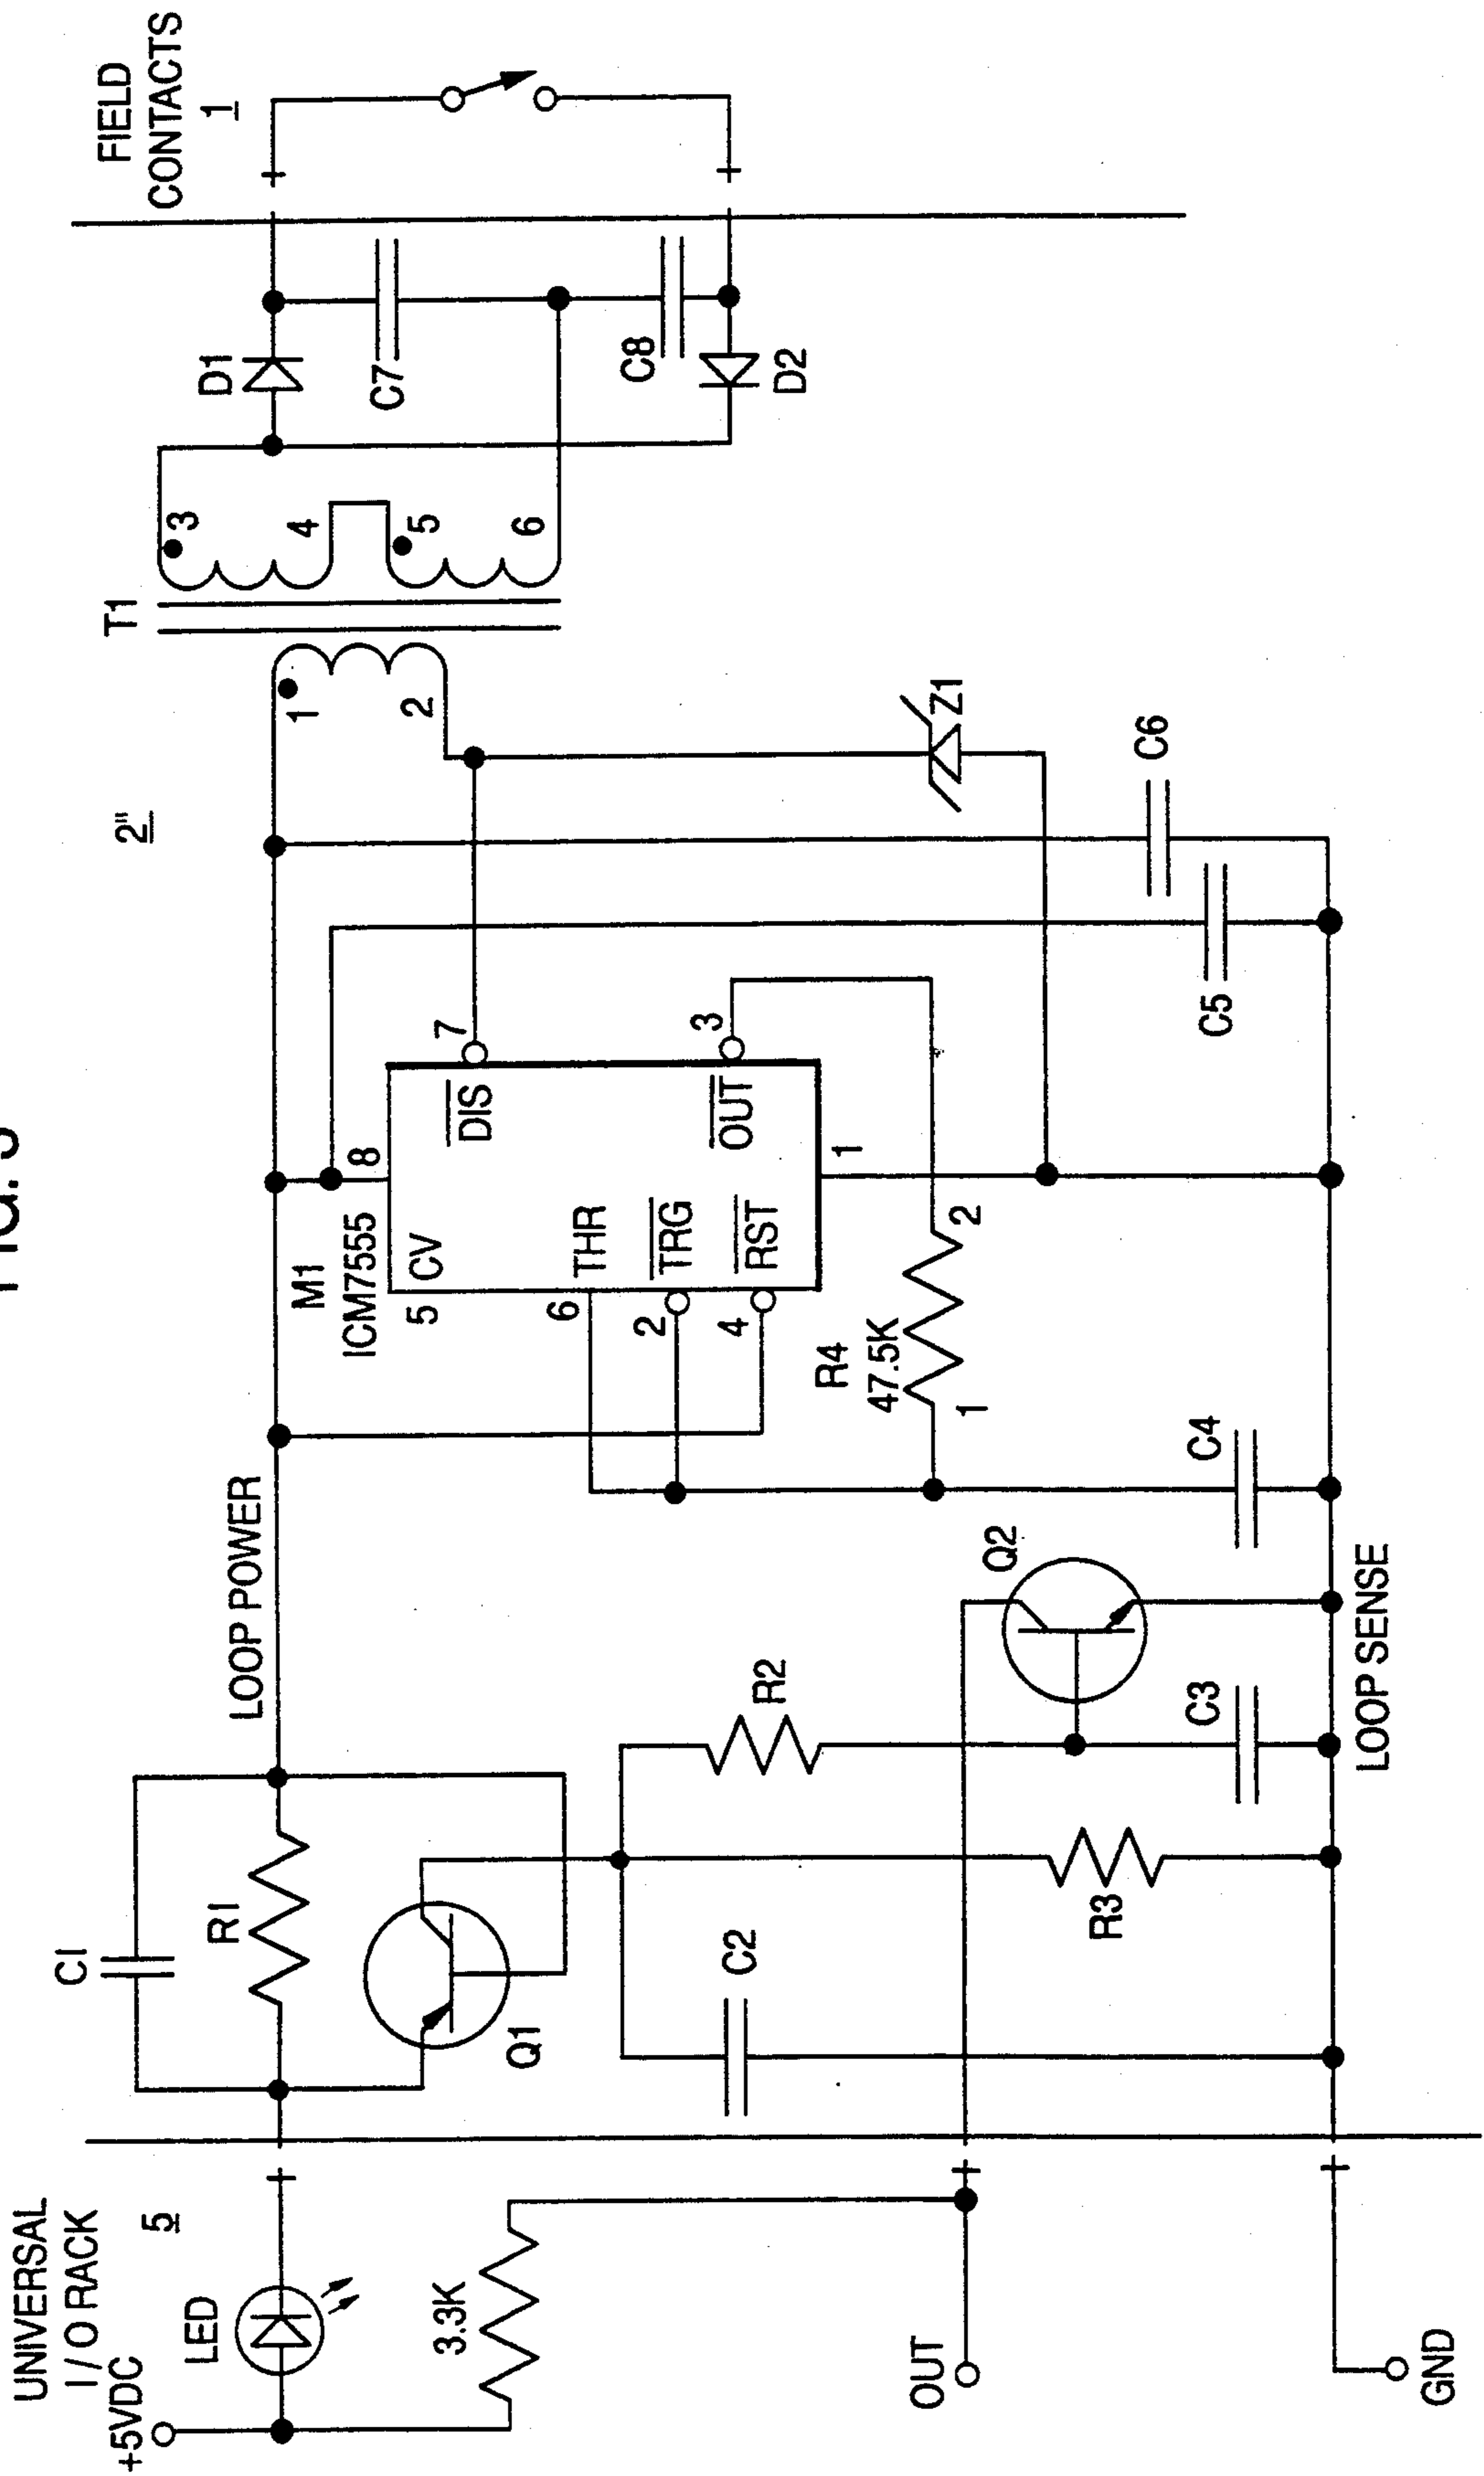 UNIVERSAL
I / O RACK
5
+5VDC
LED
3.3K
OUT
GND
C1
R1
Q1
C2
R3
R2
C3
Q2
LOOP POWER
LOOP SENSE
C4
R4
47.5K
1
2
M1
ICM7555
5 CV
8
6 THR
2 TRG
4 RST
DIS 7
OUT 3
1
C5
C6
Z1
2"
T1
1
2
3
4
5
6
D1
C7
C8
D2
FIELD
CONTACTS
1